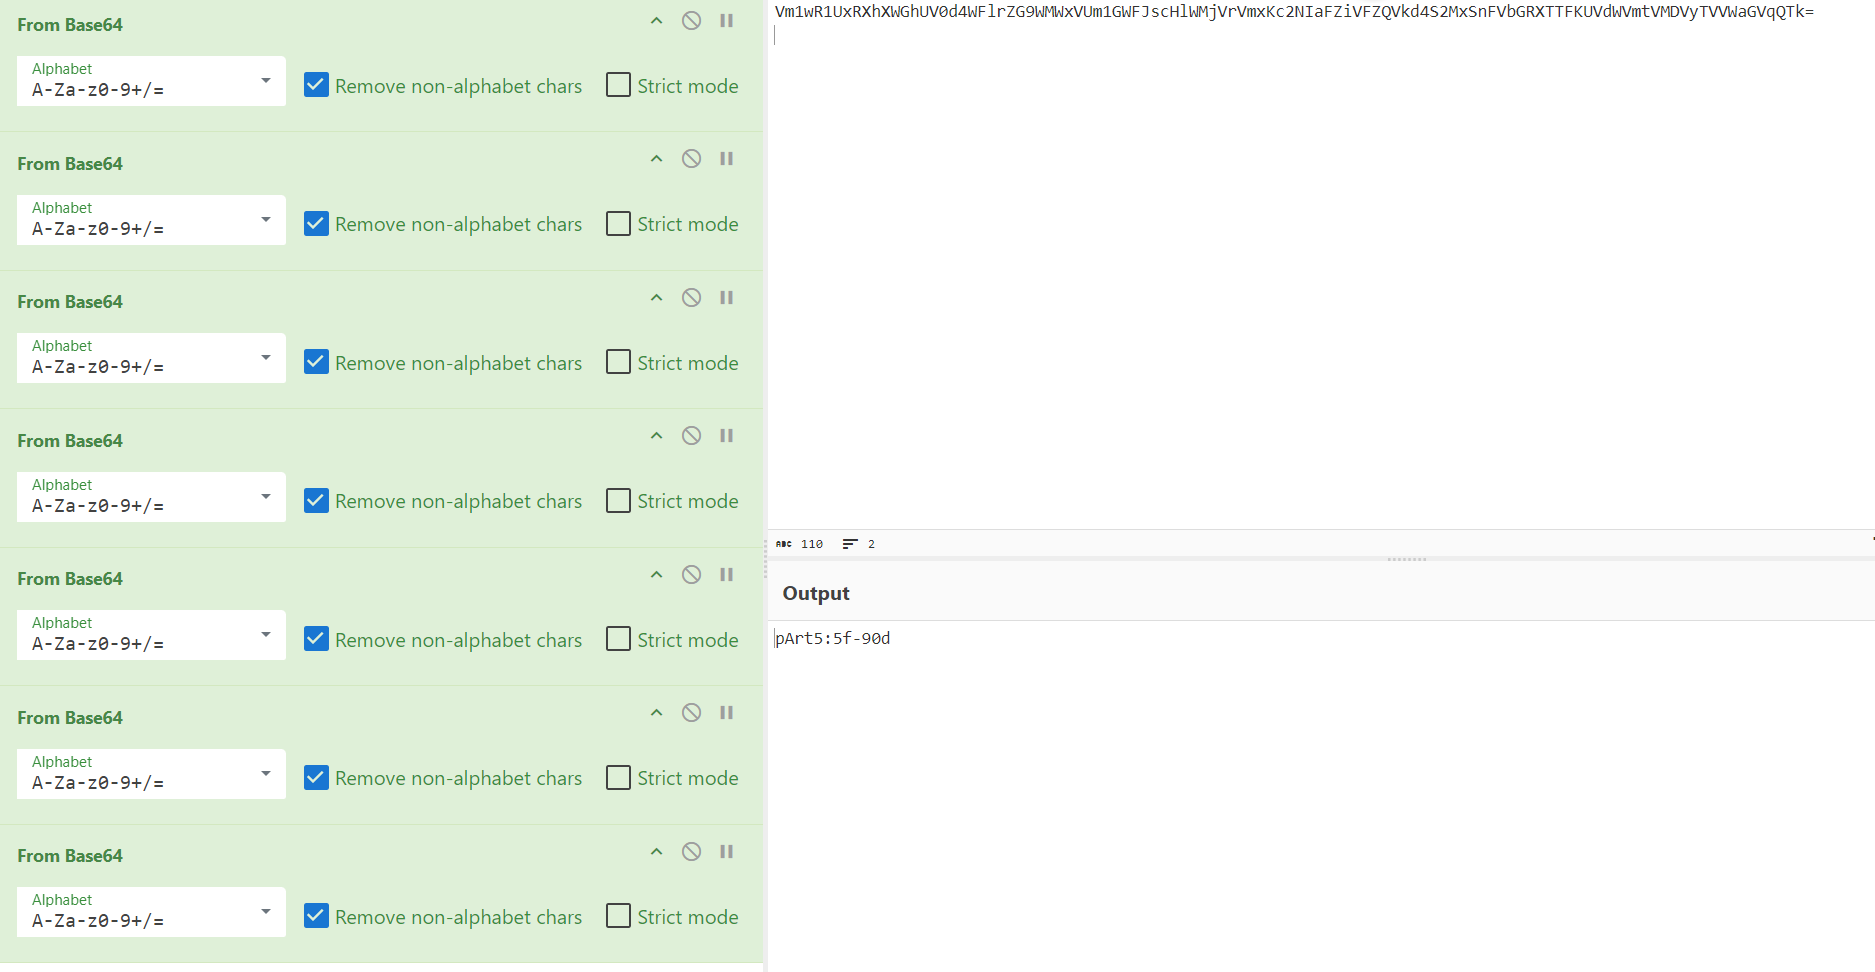 From Base64
Alphabet
A-Za-z0-9+/=
Remove non-alphabet chars
Strict mode
From Base64
Alphabet
A-Za-z0-9+/=
Remove non-alphabet chars
Strict mode
From Base64
Alphabet
A-Za-z0-9+/=
Remove non-alphabet chars
Strict mode
From Base64
Alphabet
A-Za-z0-9+/=
Remove non-alphabet chars
Strict mode
From Base64
Alphabet
A-Za-z0-9+/=
Remove non-alphabet chars
Strict mode
From Base64
Alphabet
A-Za-z0-9+/=
Remove non-alphabet chars
Strict mode
From Base64
Alphabet
A-Za-z0-9+/=
Remove non-alphabet chars
Strict mode
Vm1wR1UxRXhXWGhUV0d4WFlrZG9WMWxVUm1GWFJscHlWMjVrVmxKc2NIaFZiVFZQVkd4S2MxSnFVbGRXTTFKUVdWVmtVMDVyTVVWaGVqQTk=
ABC 110 2
Output
pArt5:5f-90d